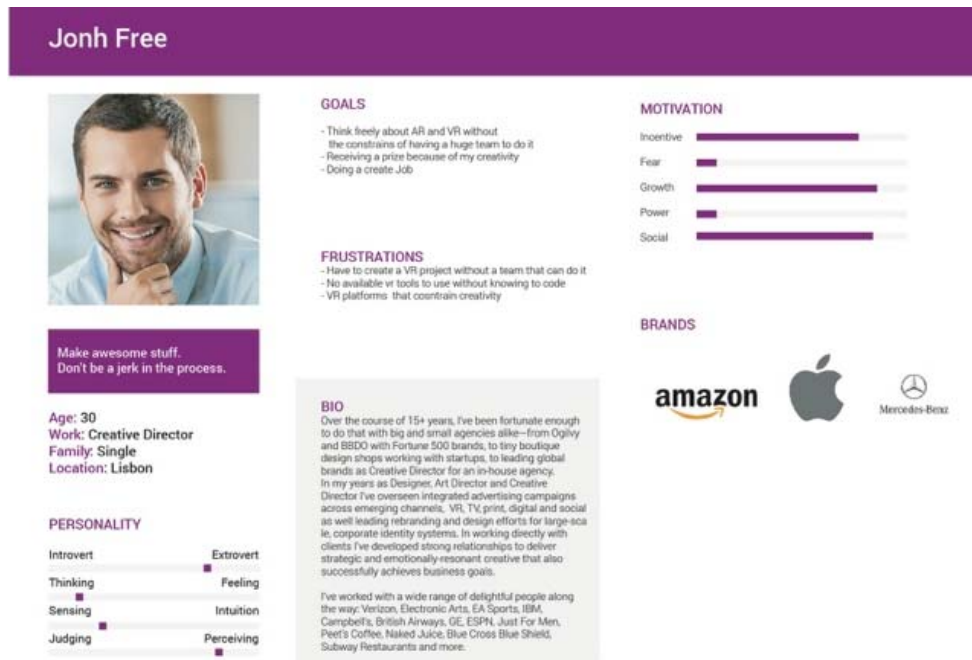 Jonh Free
Make awesome stuff.
Don't be a jerk in the process.
Age: 30
Work: Creative Director
Family: Single
Location: Lisbon
PERSONALITY
Introvert Extrovert
Thinking Feeling
Sensing Intuition
Judging Perceiving
GOALS
- Think freely about AR and VR without
the constrains of having a huge team to do it
- Receiving a prize because of my creativity
- Doing a create Job
FRUSTRATIONS
- Have to create a VR project without a team that can do it
- No available vr tools to use without knowing to code
- VR platforms that cosntrain creativity
BIO
Over the course of 15+ years, I've been fortunate enough
to do that with big and small agencies alike—from Ogilvy
and BBDO with Fortune 500 brands, to tiny boutique
design shops working with startups, to leading global
brands as Creative Director for an in-house agency.
In my years as Designer, Art Director and Creative
Director I've overseen integrated advertising campaigns
across emerging channels, VR, TV, print, digital and social
as well leading rebranding and design efforts for large-sca
le, corporate identity systems. In working directly with
clients I've developed strong relationships to deliver
strategic and emotionally-resonant creative that also
successfully achieves business goals.
I've worked with a wide range of delightful people along
the way: Verizon, Electronic Arts, EA Sports, IBM,
Campbell's, British Airways, GE, ESPN, Just For Men,
Peet's Coffee, Naked Juice, Blue Cross Blue Shield,
Subway Restaurants and more.
MOTIVATION
Incentive
Fear
Growth
Power
Social
BRANDS
amazon
Mercedes-Benz